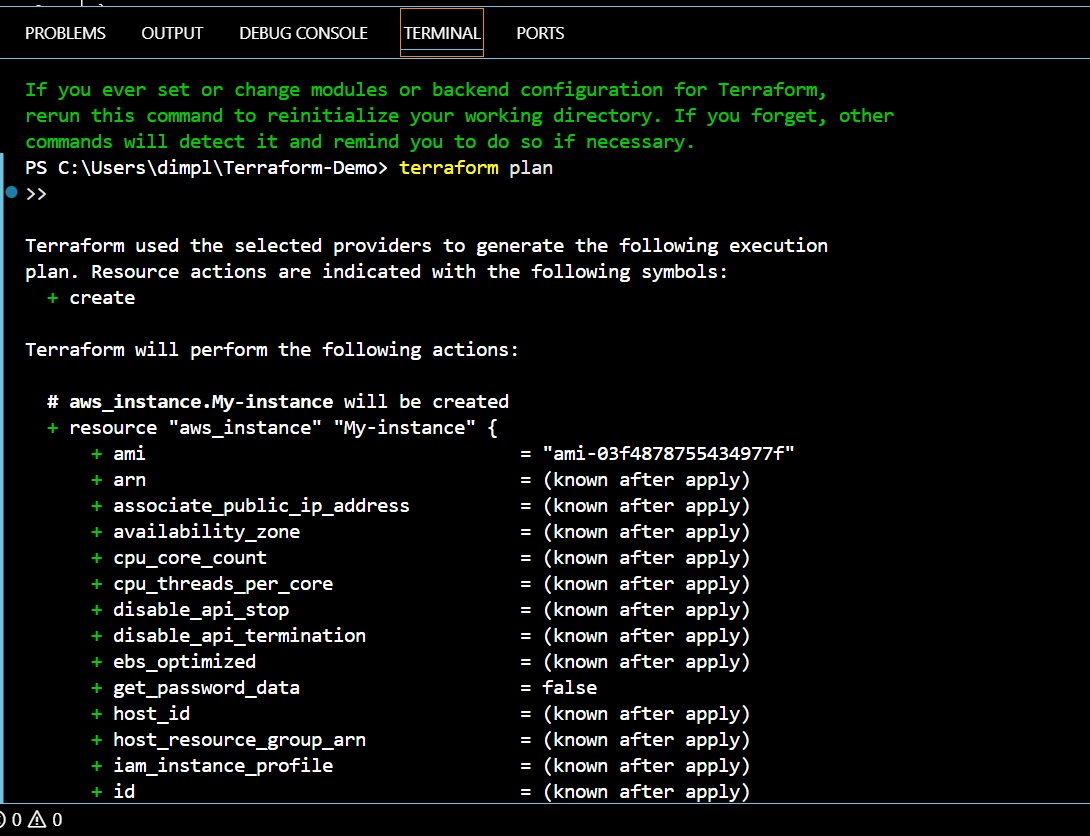 PROBLEMS OUTPUT DEBUG CONSOLE TERMINAL PORTS
If you ever set or change modules or backend configuration for Terraform,
rerun this command to reinitialize your working directory. If you forget, other
commands will detect it and remind you to do so if necessary.
PS C:\Users\dimpl\Terraform-Demo> terraform plan
>>
Terraform used the selected providers to generate the following execution
plan. Resource actions are indicated with the following symbols:
+ create
Terraform will perform the following actions:
# aws_instance.My-instance will be created
+ resource "aws_instance" "My-instance" {
+ ami = "ami-03f4878755434977f"
+ arn = (known after apply)
+ associate_public_ip_address = (known after apply)
+ availability_zone = (known after apply)
+ cpu_core_count = (known after apply)
+ cpu_threads_per_core = (known after apply)
+ disable_api_stop = (known after apply)
+ disable_api_termination = (known after apply)
+ ebs_optimized = (known after apply)
+ get_password_data = false
+ host_id = (known after apply)
+ host_resource_group_arn = (known after apply)
+ iam_instance_profile = (known after apply)
+ id = (known after apply)
0 0